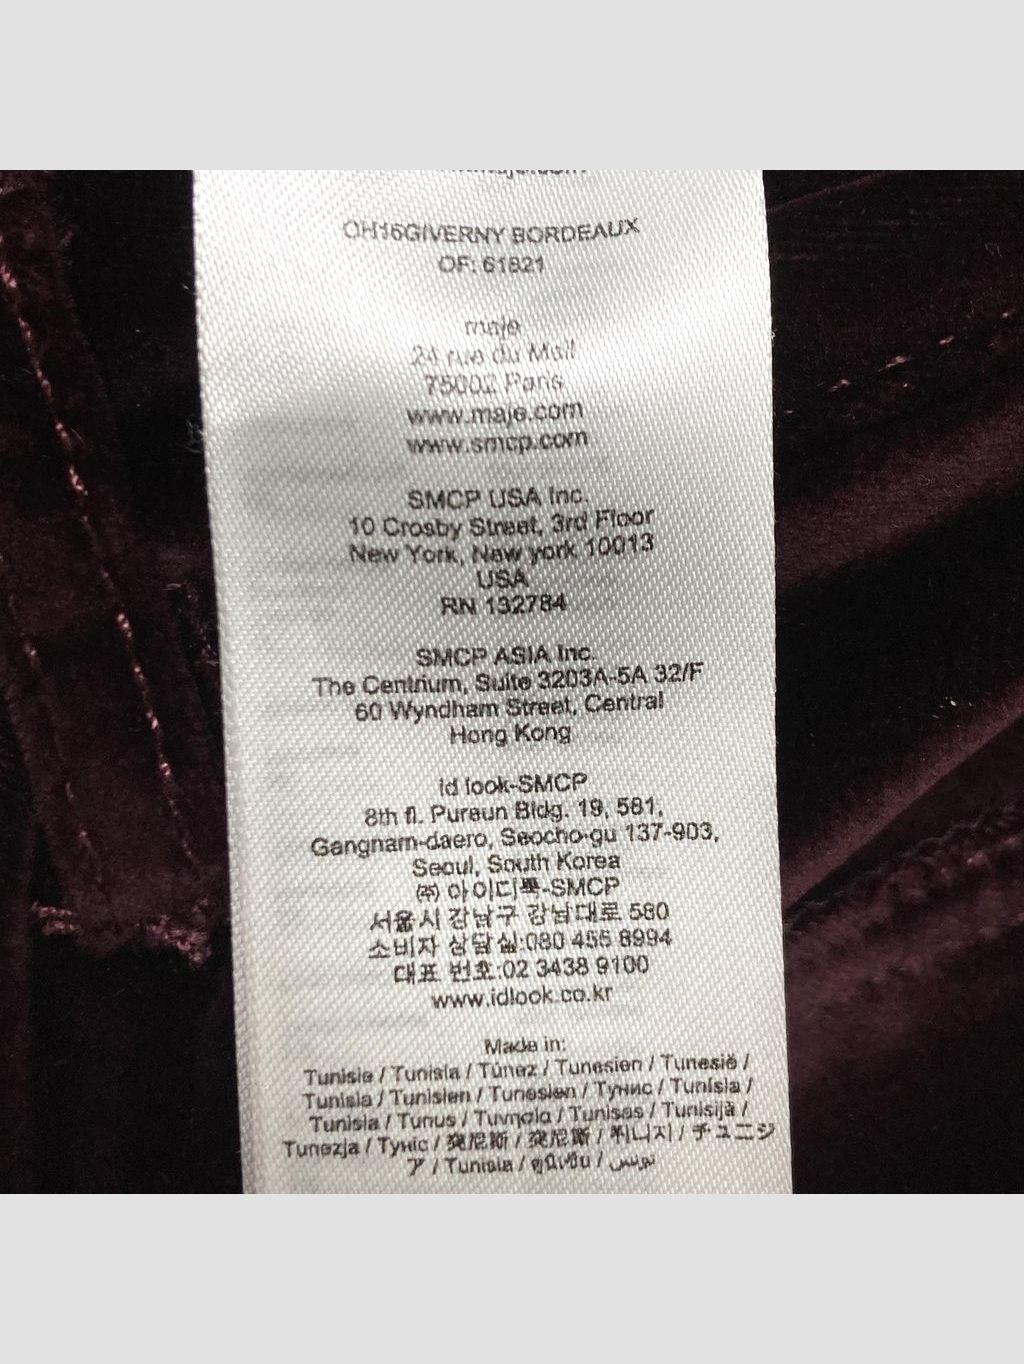 OH16GIVERNY BORDEAUX
OF: 61821
maje
24 rue du Mail
75002 Paris
www.maje.com
www.smcp.com
SMCP USA Inc.
10 Crosby Street, 3rd Floor
New York, New york 10013
USA
RN 132784
SMCP ASIA Inc.
The Centrium, Suite 3203A-5A 32/F
60 Wyndham Street, Central
Hong Kong
id look-SMCP
8th fl. Pureun Bldg. 19, 581,
Gangnam-daero, Seocho-gu 137-903,
Seoul, South Korea
㈜ 아이디룩-SMCP
서울시 강남구 강남대로 580
소비자 상담실:080 455 8994
대표 번호:02 3438 9100
www.idlook.co.kr
Made in:
Tunisie / Tunisia / Túnez / Tunesien / Tunesië /
Tunisia / Tunisien / Tunesien / Тунис / Tunísia /
Tunisia / Tunus / Τυνησία / Tunisas / Tunisijā /
Tunezja / Туніс / 突尼斯 / 突尼斯 / 튀니지 / チュニジ
ア / Tunisia / ตูนิเซีย / تونس